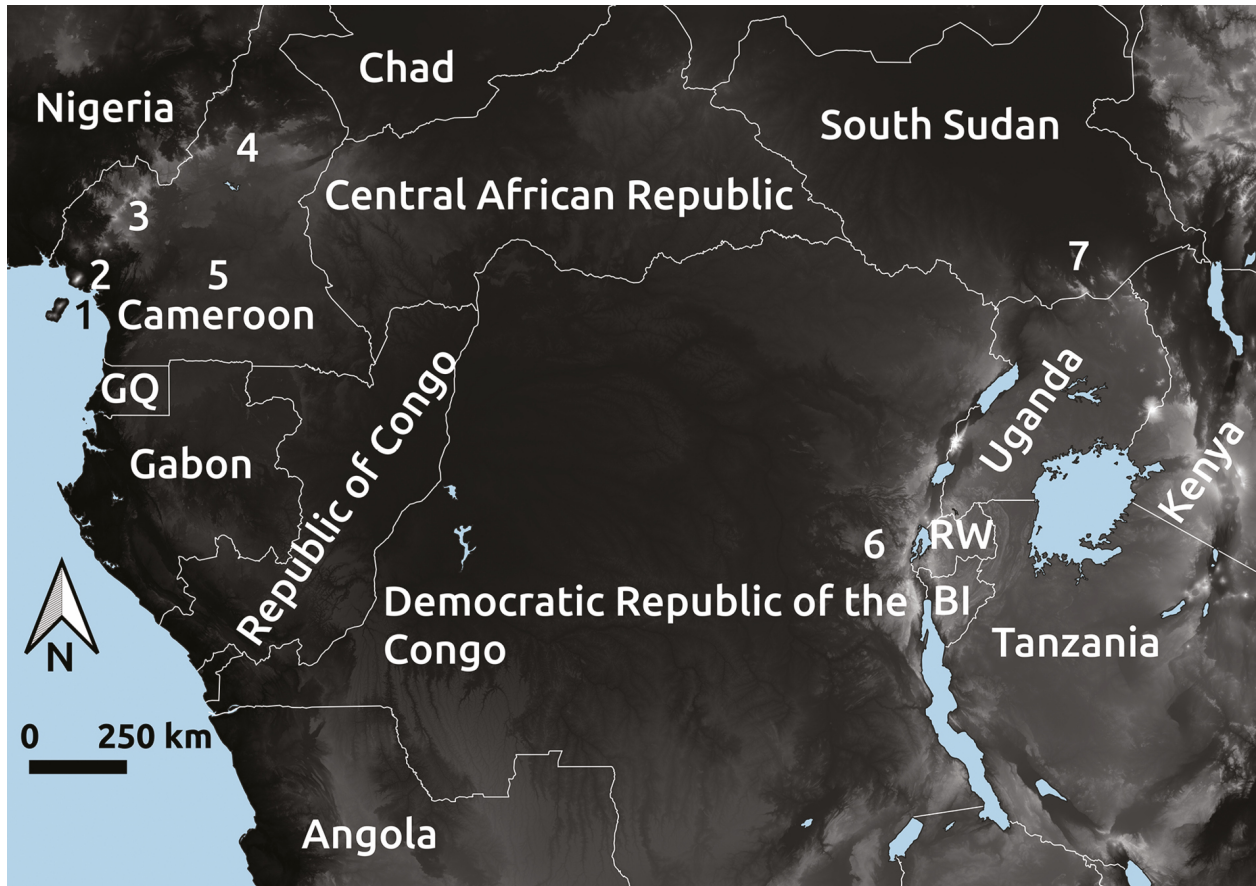 Chad
Nigeria
South Sudan
4
Central African Republic
3
7
2
5
1
Cameroon
GQ
Uganda
Republic of Congo
Gabon
Kenya
6
RW
Democratic Republic of the
Congo
BI
Tanzania
N
0 250 km
Angola